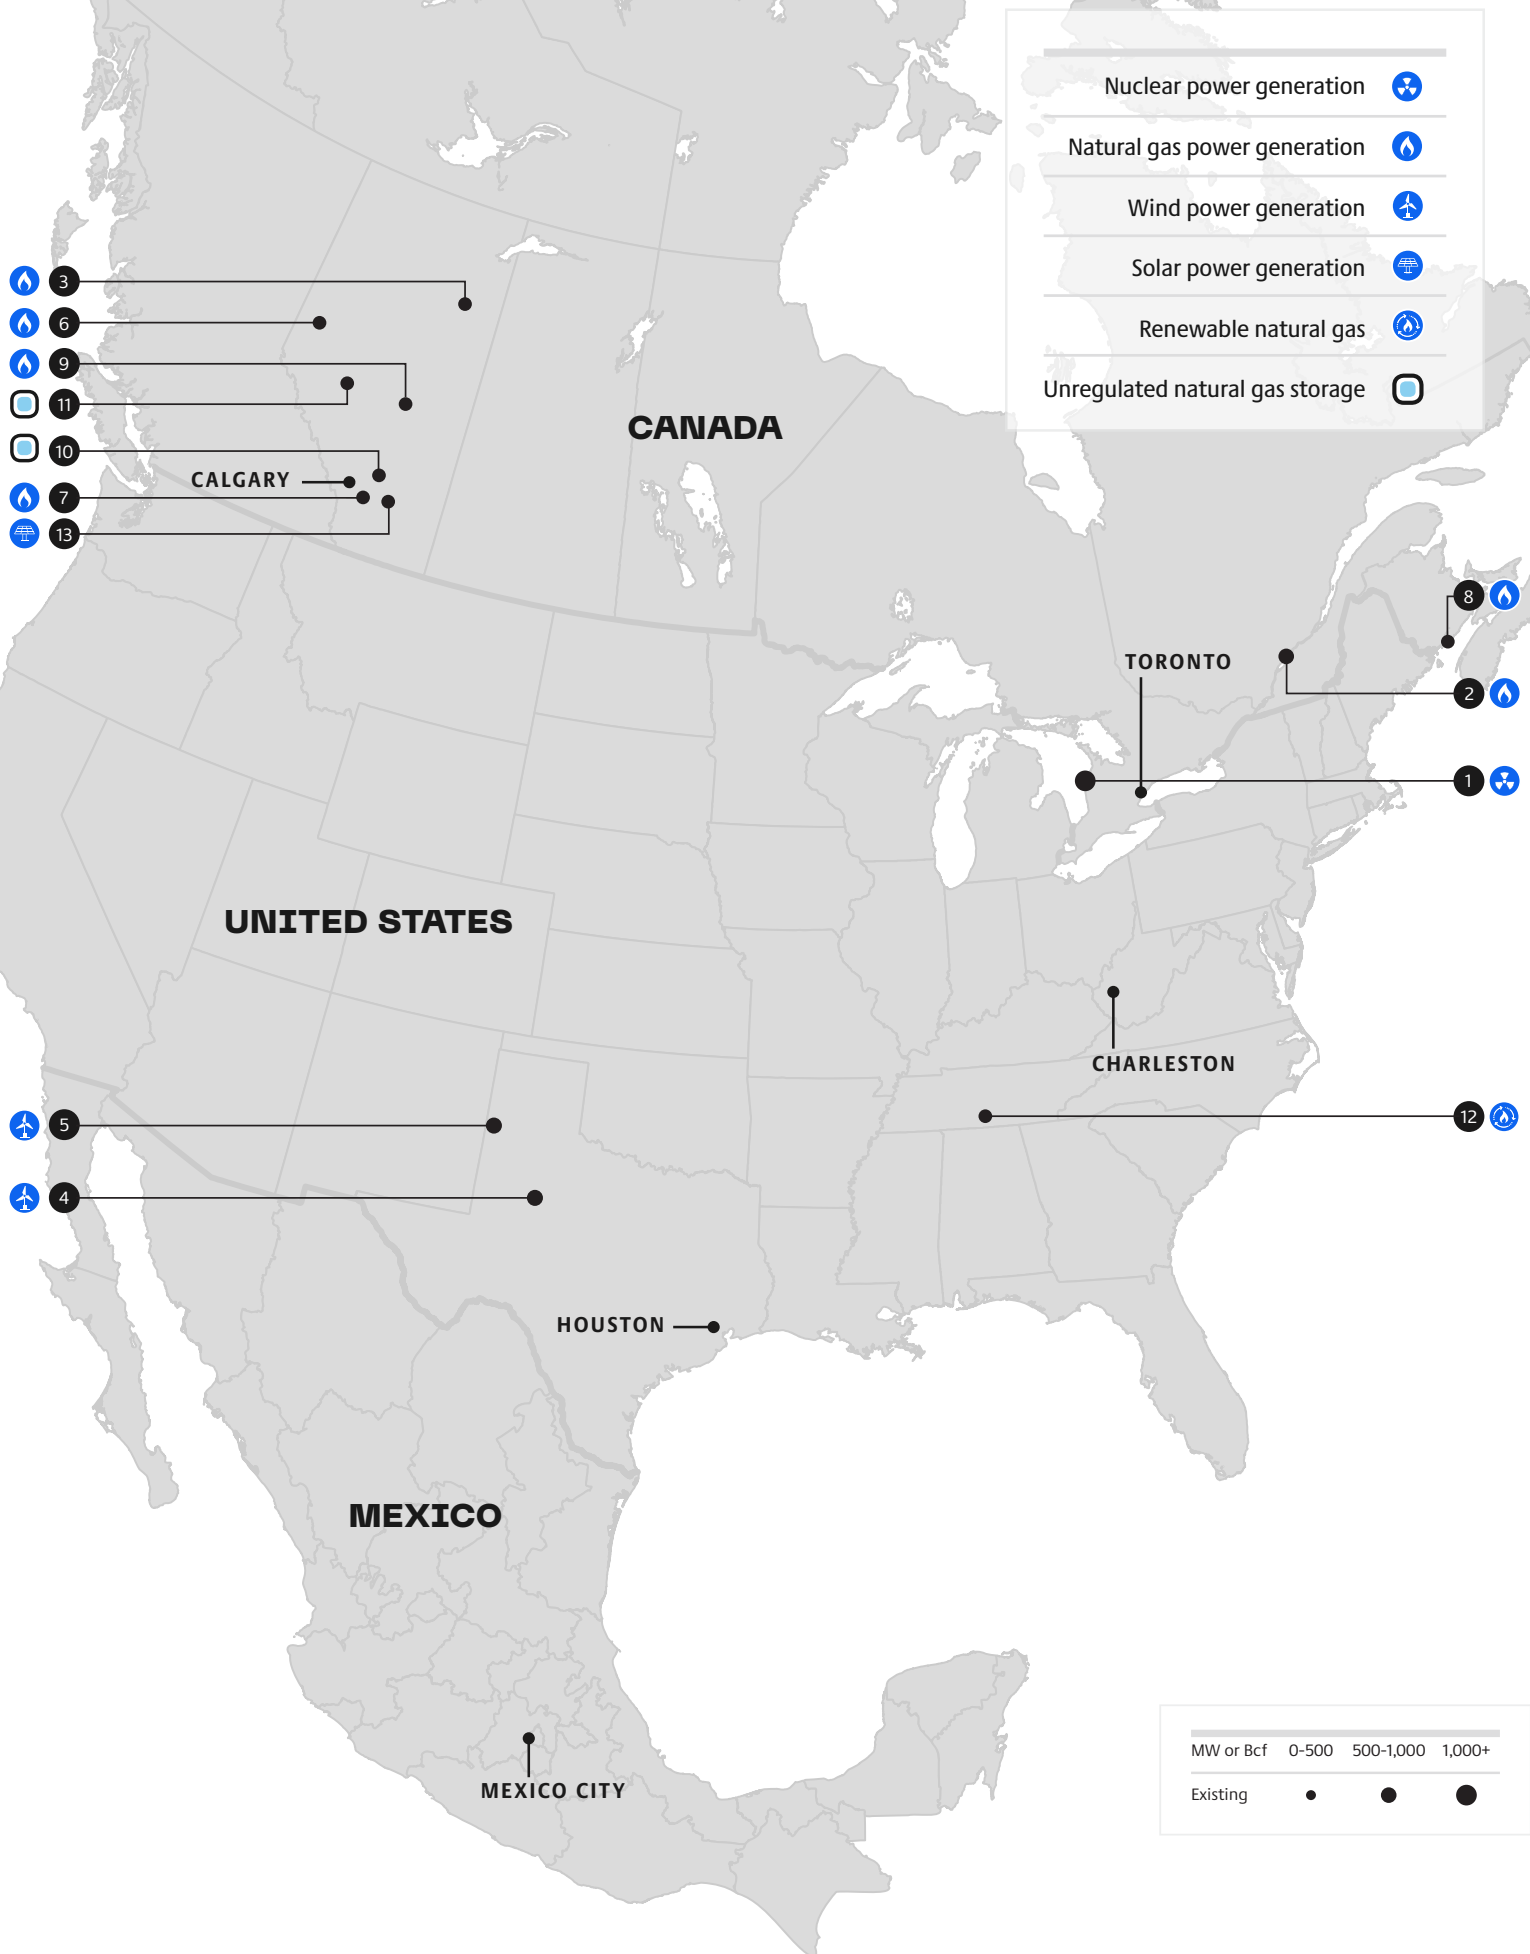 Nuclear power generation
Natural gas power generation
Wind power generation
Solar power generation
Renewable natural gas
Unregulated natural gas storage
3
6
9
11
10
7
13
CANADA
CALGARY
8
2
TORONTO
1
UNITED STATES
CHARLESTON
12
5
4
HOUSTON
MEXICO
MEXICO CITY
MW or Bcf 0-500 500-1,000 1,000+
Existing